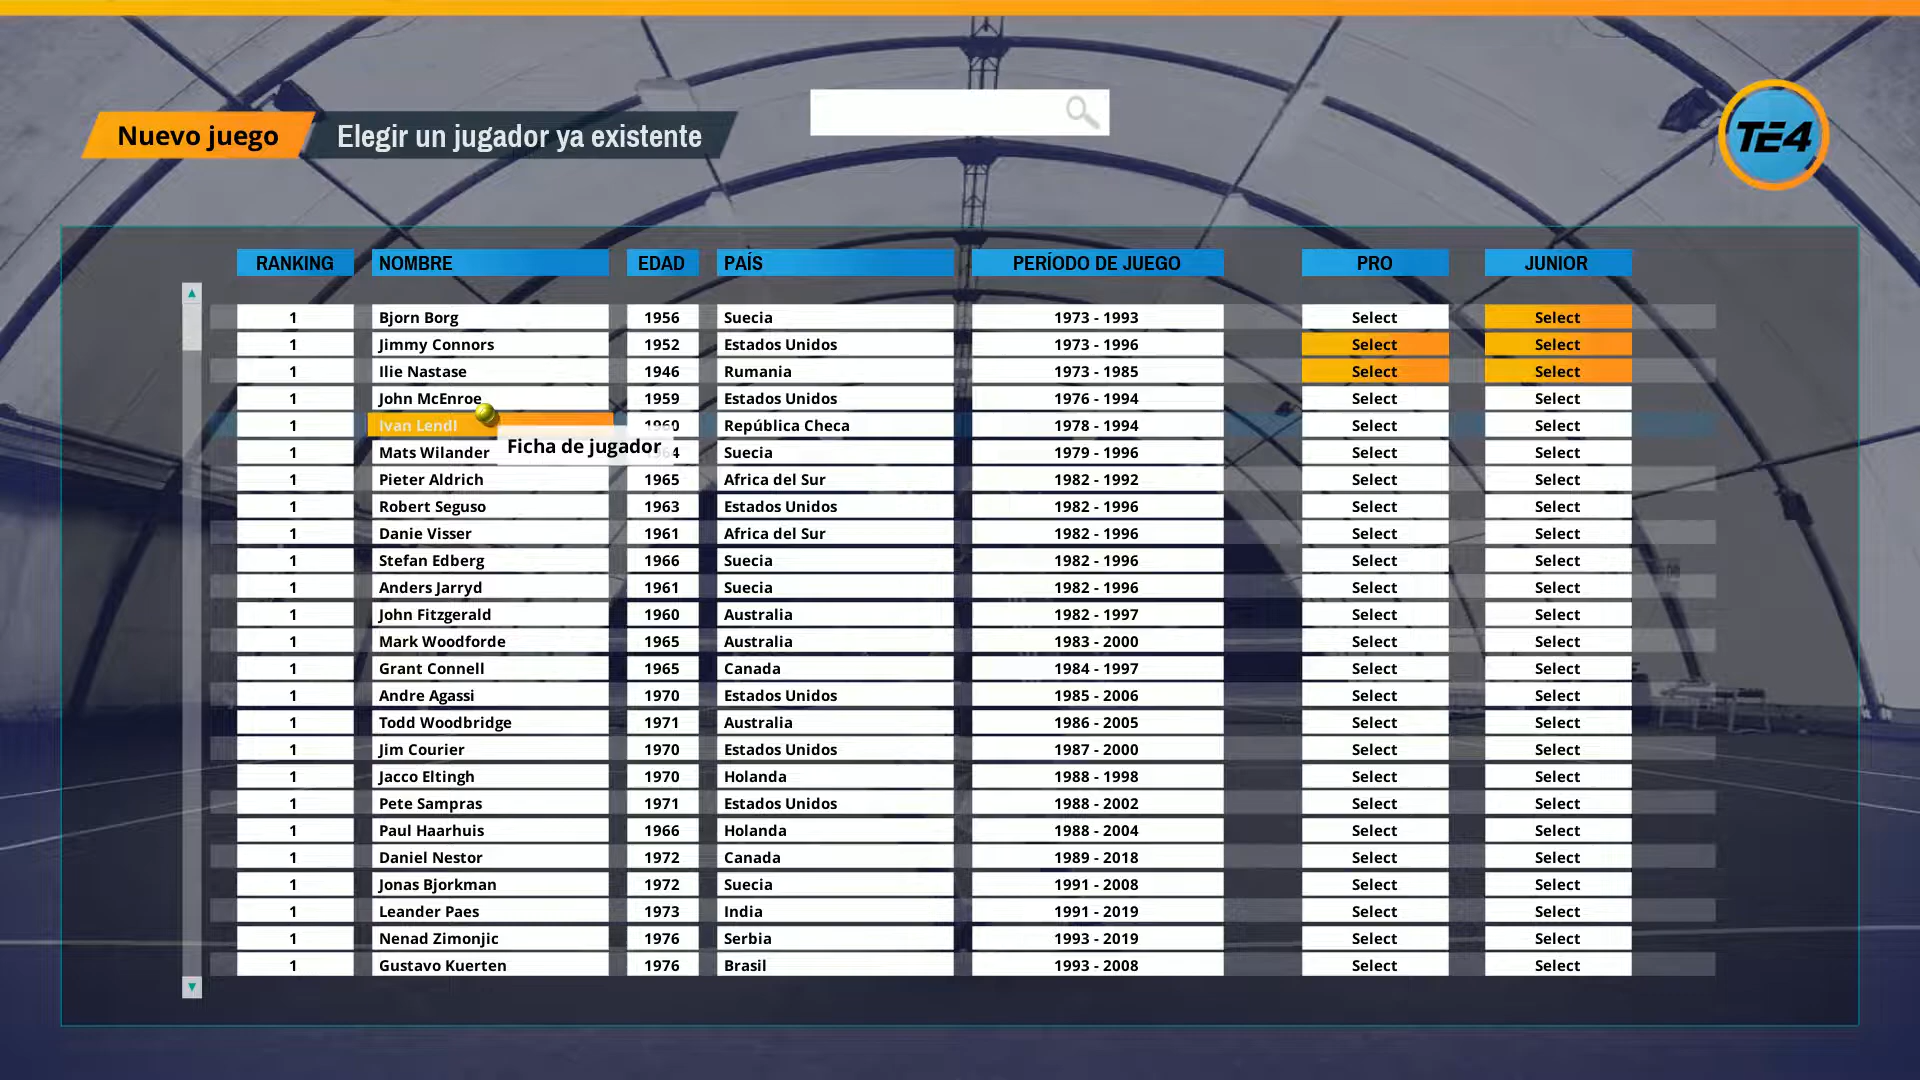 Nuevo juego Elegir un jugador ya existente
TE4
RANKING NOMBRE EDAD PAÍS PERÍODO DE JUEGO PRO JUNIOR
1 Bjorn Borg 1956 Suecia 1973 - 1993 Select Select
1 Jimmy Connors 1952 Estados Unidos 1973 - 1996 Select Select
1 Ilie Nastase 1946 Rumania 1973 - 1985 Select Select
1 John McEnroe 1959 Estados Unidos 1976 - 1994 Select Select
1 Ivan Lendl 1960 República Checa 1978 - 1994 Select Select
Ficha de jugador
1 Mats Wilander 1964 Suecia 1979 - 1996 Select Select
1 Pieter Aldrich 1965 Africa del Sur 1982 - 1992 Select Select
1 Robert Seguso 1963 Estados Unidos 1982 - 1996 Select Select
1 Danie Visser 1961 Africa del Sur 1982 - 1996 Select Select
1 Stefan Edberg 1966 Suecia 1982 - 1996 Select Select
1 Anders Jarryd 1961 Suecia 1982 - 1996 Select Select
1 John Fitzgerald 1960 Australia 1982 - 1997 Select Select
1 Mark Woodforde 1965 Australia 1983 - 2000 Select Select
1 Grant Connell 1965 Canada 1984 - 1997 Select Select
1 Andre Agassi 1970 Estados Unidos 1985 - 2006 Select Select
1 Todd Woodbridge 1971 Australia 1986 - 2005 Select Select
1 Jim Courier 1970 Estados Unidos 1987 - 2000 Select Select
1 Jacco Eltingh 1970 Holanda 1988 - 1998 Select Select
1 Pete Sampras 1971 Estados Unidos 1988 - 2002 Select Select
1 Paul Haarhuis 1966 Holanda 1988 - 2004 Select Select
1 Daniel Nestor 1972 Canada 1989 - 2018 Select Select
1 Jonas Bjorkman 1972 Suecia 1991 - 2008 Select Select
1 Leander Paes 1973 India 1991 - 2019 Select Select
1 Nenad Zimonjic 1976 Serbia 1993 - 2019 Select Select
1 Gustavo Kuerten 1976 Brasil 1993 - 2008 Select Select